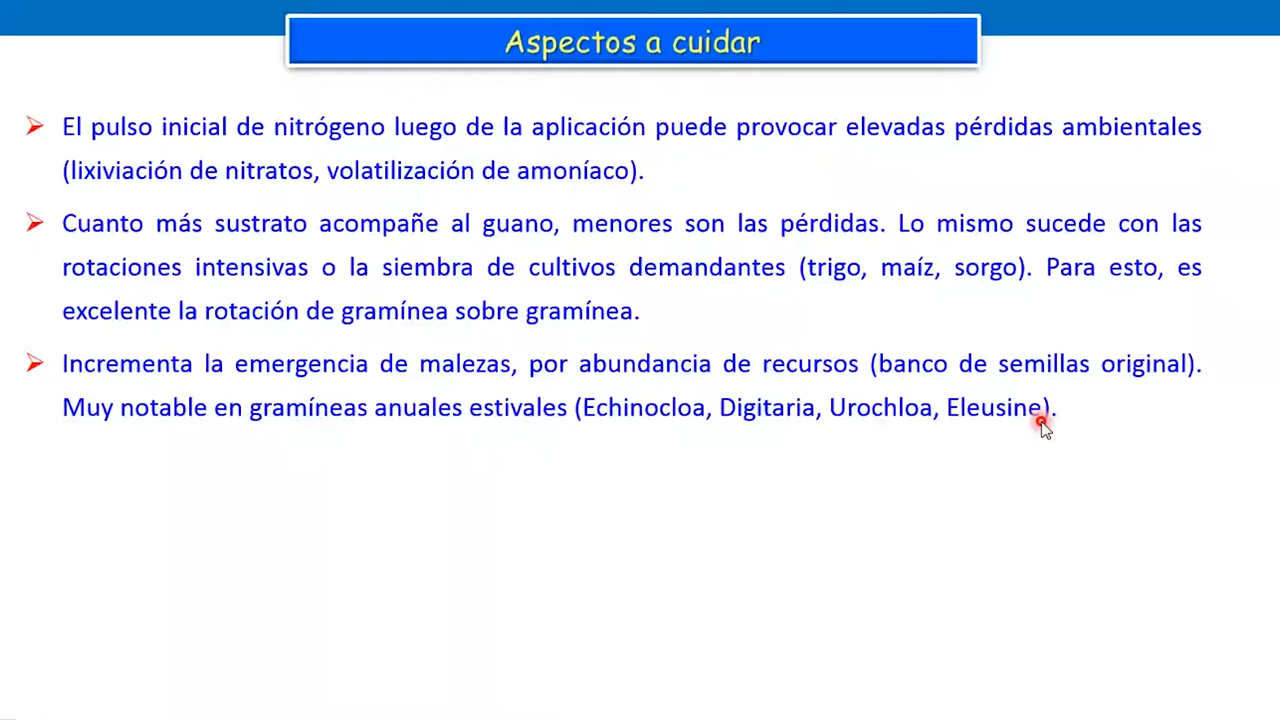 Aspectos a cuidar
El pulso inicial de nitrógeno luego de la aplicación puede provocar elevadas pérdidas ambientales
(lixiviación de nitratos, volatilización de amoníaco).
Cuanto más sustrato acompañe al guano, menores son las pérdidas. Lo mismo sucede con las
rotaciones intensivas o la siembra de cultivos demandantes (trigo, maíz, sorgo). Para esto, es
excelente la rotación de gramínea sobre gramínea.
Incrementa la emergencia de malezas, por abundancia de recursos (banco de semillas original).
Muy notable en gramíneas anuales estivales (Echinocloa, Digitaria, Urochloa, Eleusine).